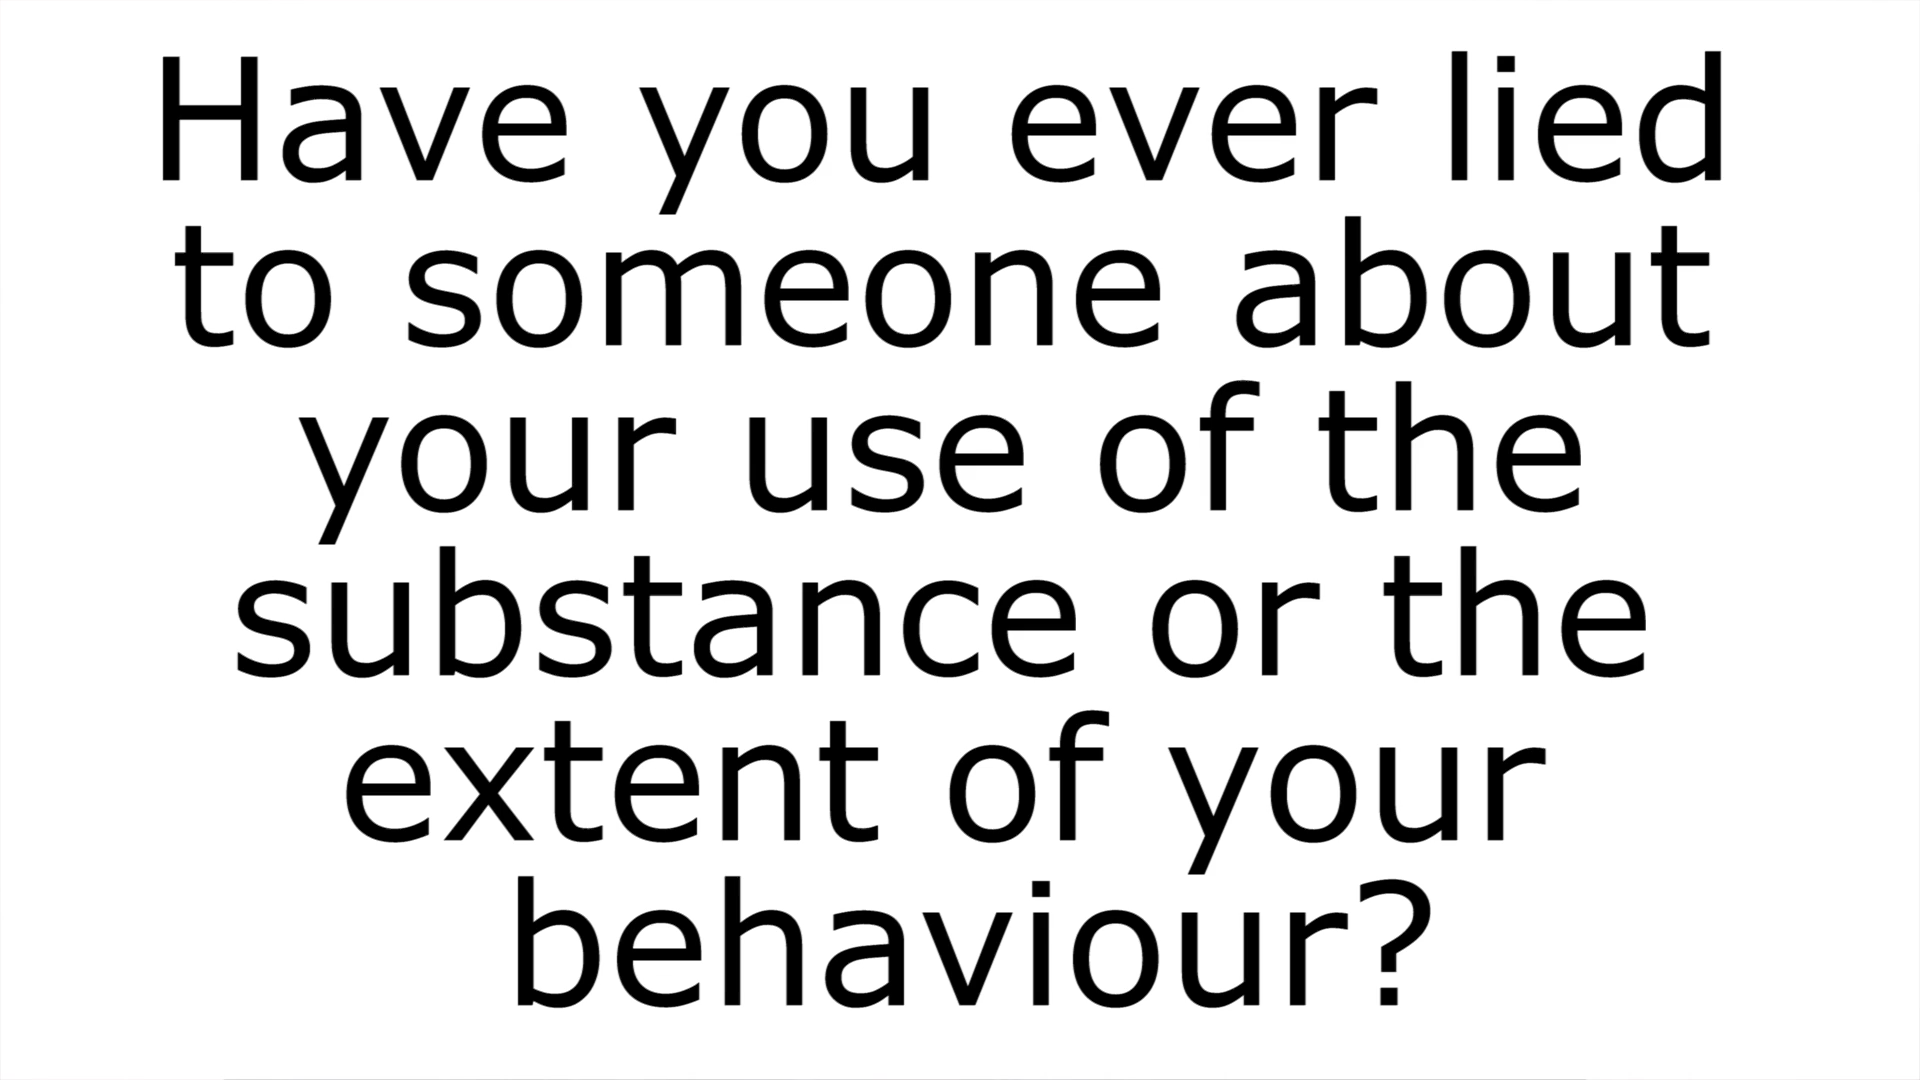 Have you ever lied
to someone about
your use of the
substance or the
extent of your
behaviour?